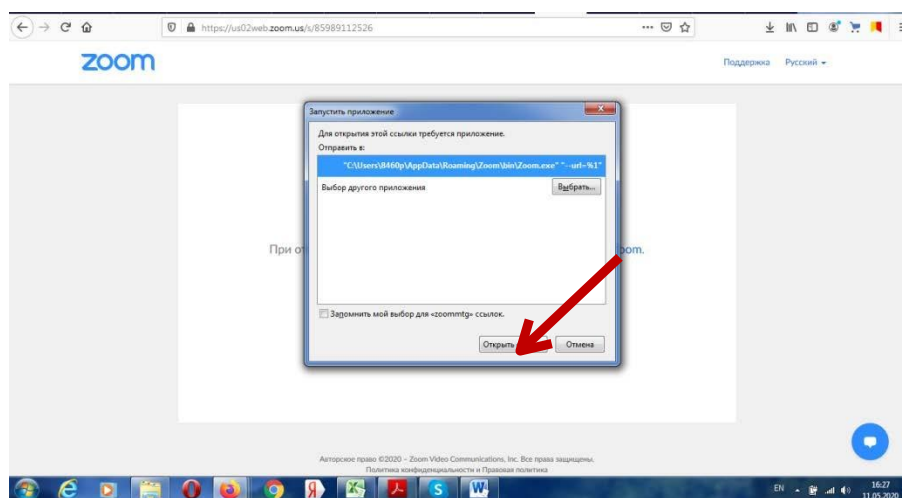 https://us02web.zoom.us/s/85989112526
zoom
Поддержка Русский
Запустить приложение
Для открытия этой ссылки требуется приложение.
Отправить в:
"C:\Users\8460p\AppData\Roaming\Zoom\bin\Zoom.exe" "--url=%1"
Выбор другого приложения Выбрать...
При oom.
Запомнить мой выбор для «zoommtg» ссылок.
Открыть Отмена
Авторское право ©2020 - Zoom Video Communications, Inc. Все права защищены.
Политика конфиденциальности и Правовая политика
EN 16:27
11.05.2020